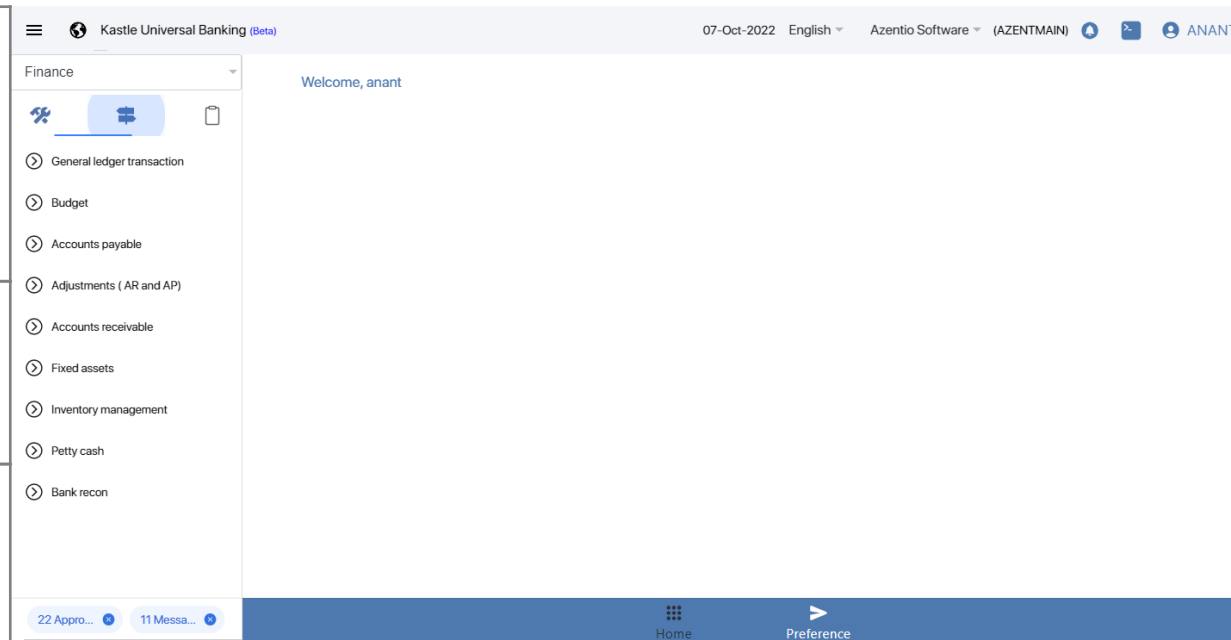 Kastle Universal Banking (Beta) 07-Oct-2022 English Azentio Software (AZENTMAIN) ANANT
Finance
Welcome, anant
General ledger transaction
Budget
Accounts payable
Adjustments ( AR and AP)
Accounts receivable
Fixed assets
Inventory management
Petty cash
Bank recon
22 Appro... 11 Messa...
Home Preference